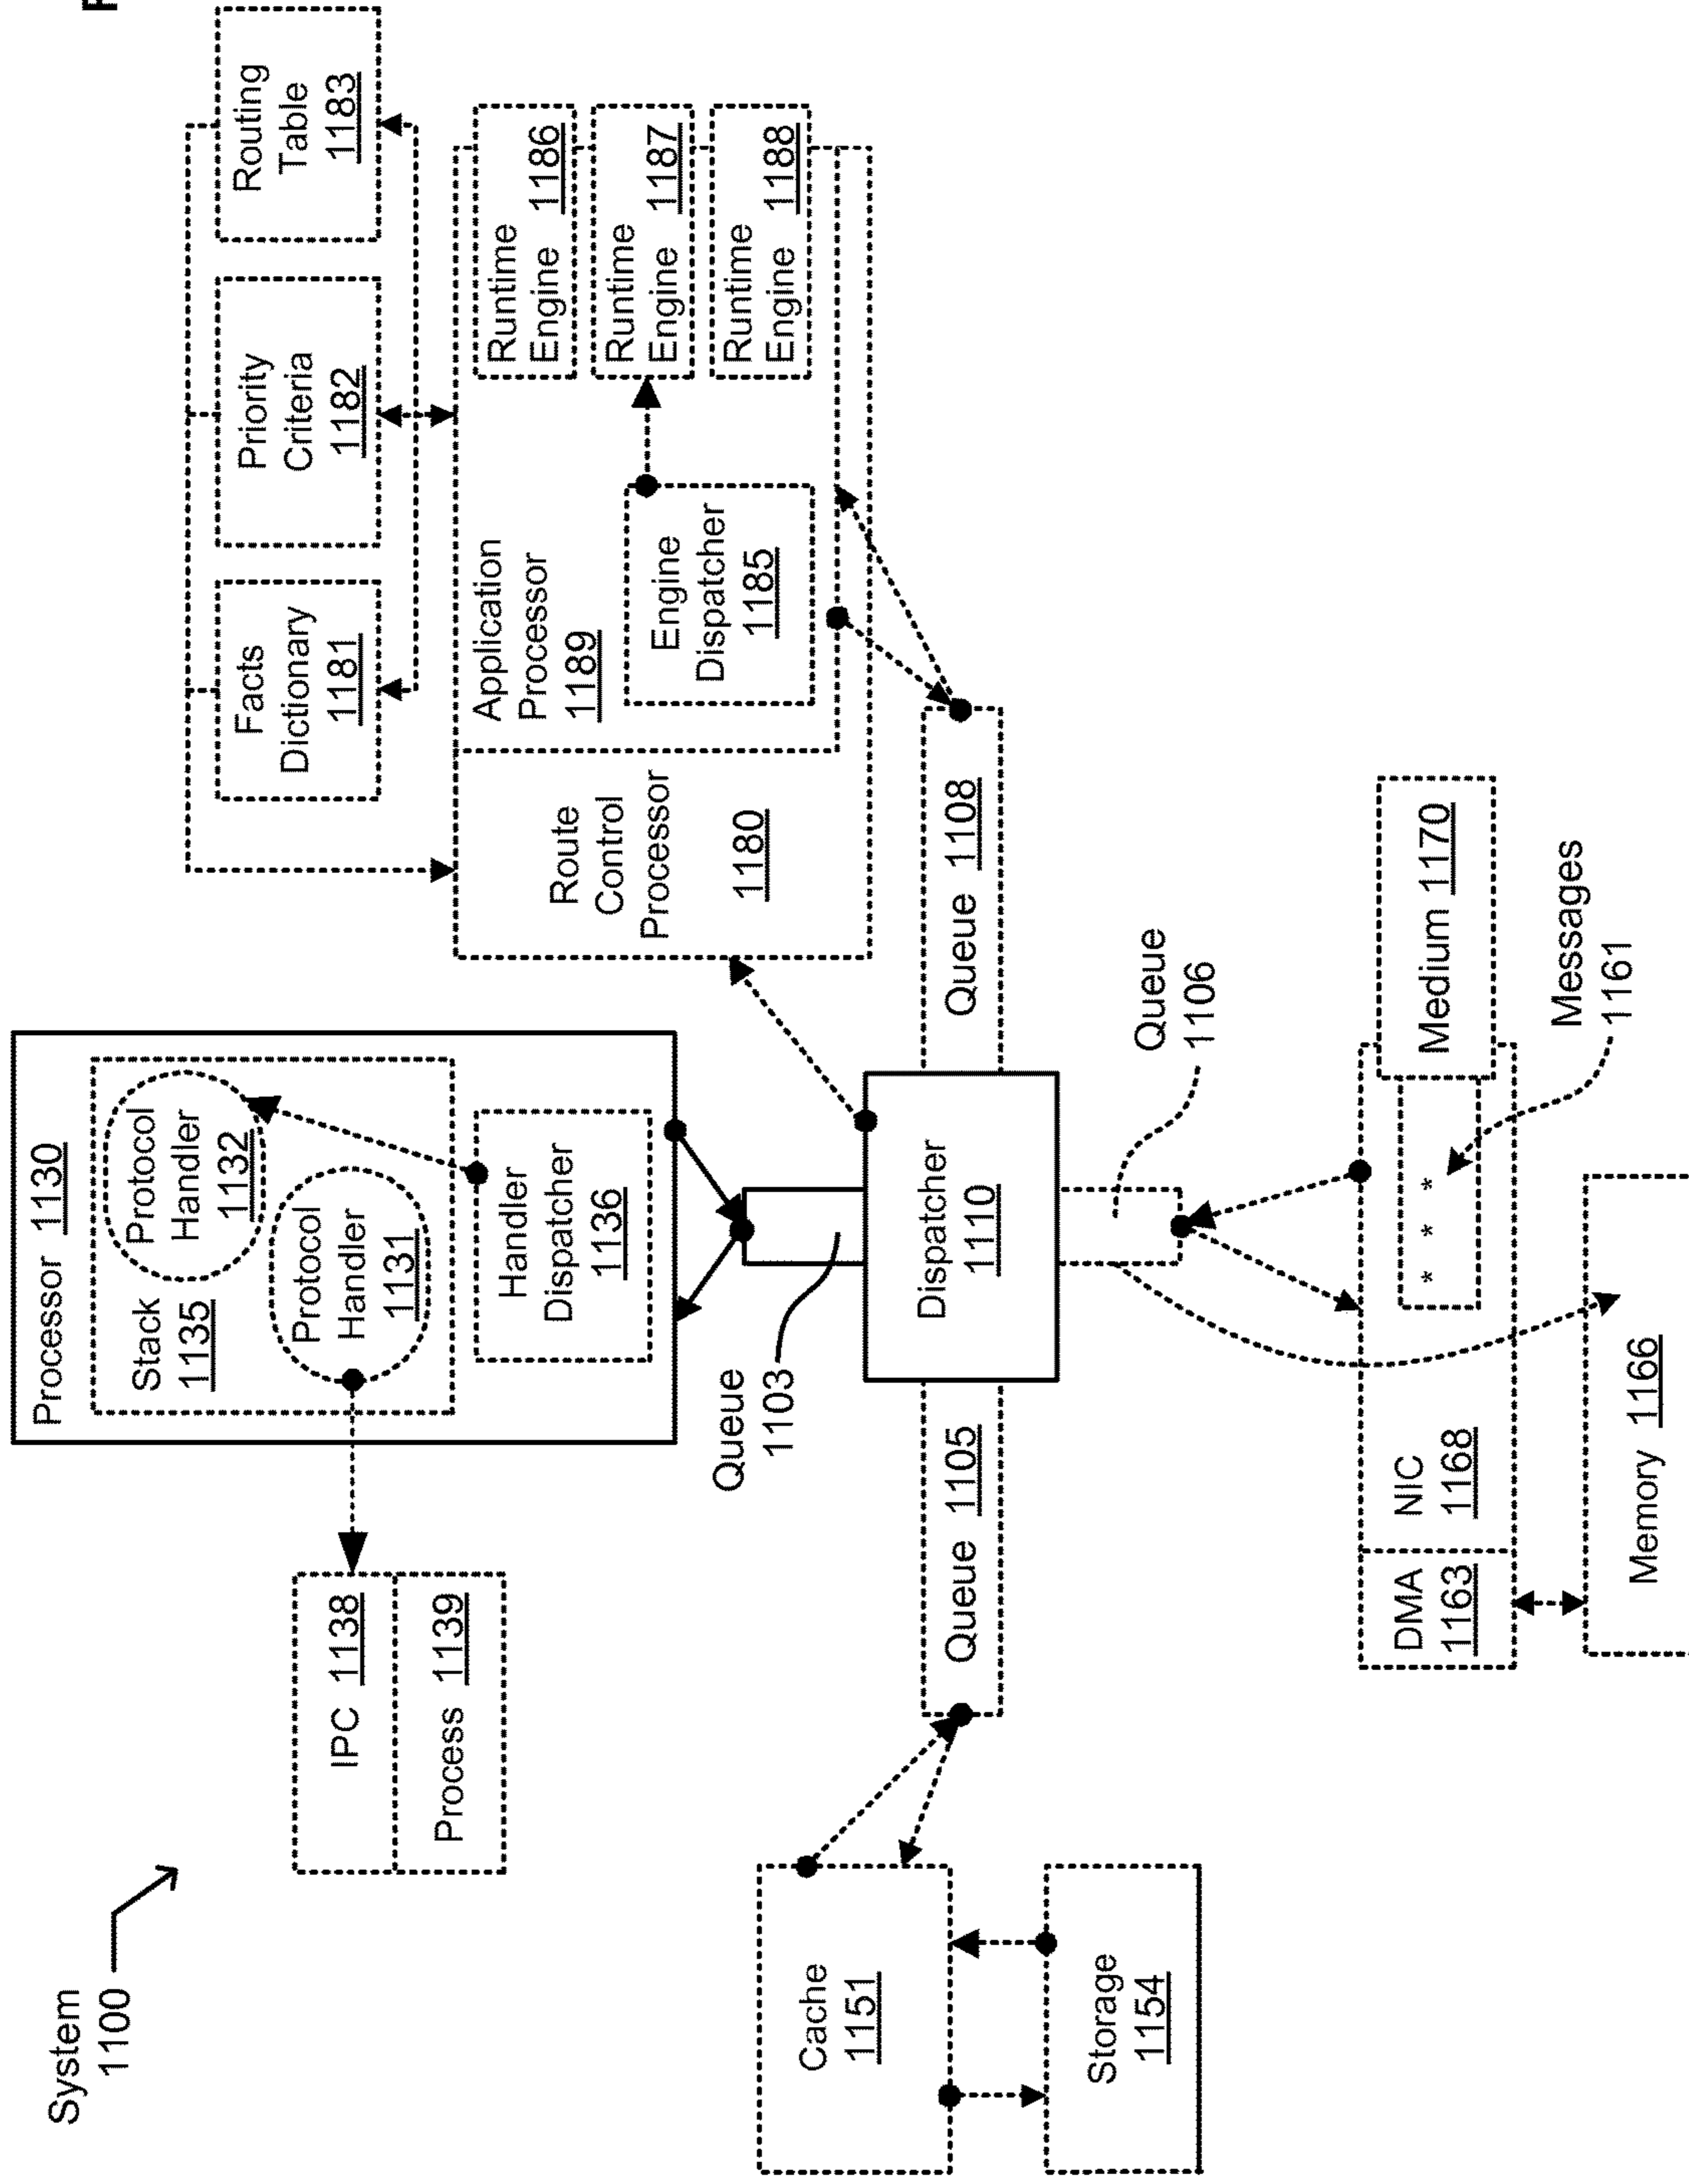 System
1100
Processor 1130
Stack
1135
Protocol
Handler
1132
Protocol
Handler
1131
Handler
Dispatcher
1136
IPC 1138
Process 1139
Facts
Dictionary
1181
Priority
Criteria
1182
Routing
Table
1183
Route
Control
Processor
1180
Application
Processor
1189
Engine
Dispatcher
1185
Runtime
Engine 1186
Runtime
Engine 1187
Runtime
Engine 1188
Queue
1103
Cache
1151
Storage
1154
Queue 1105
Dispatcher
1110
Queue 1108
Queue
1106
DMA
1163
NIC
1168
* * *
Medium 1170
Messages
1161
Memory 1166